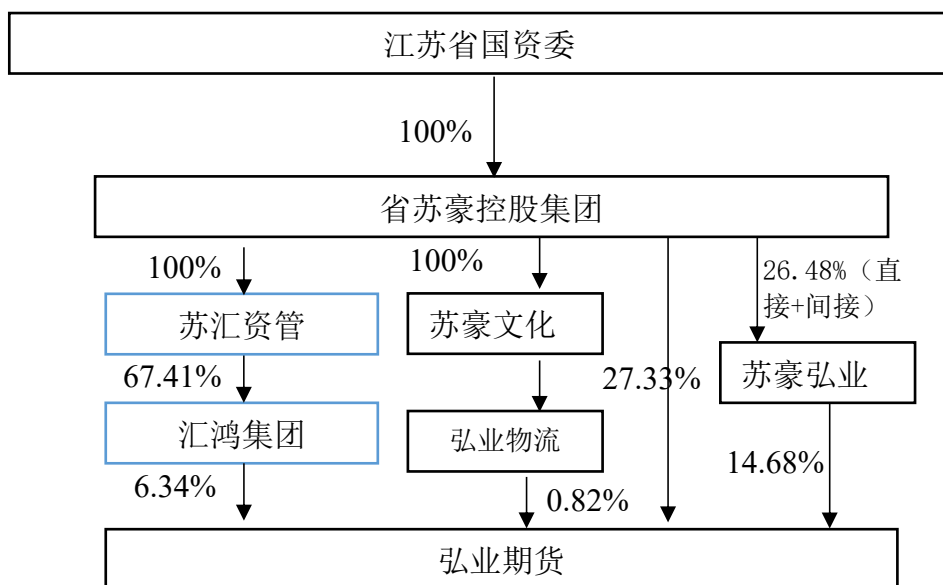 江苏省国资委
100%
省苏豪控股集团
100%
100%
26.48%（直
接+间接）
苏汇资管
苏豪文化
67.41%
27.33%
苏豪弘业
汇鸿集团
弘业物流
6.34%
0.82%
14.68%
弘业期货